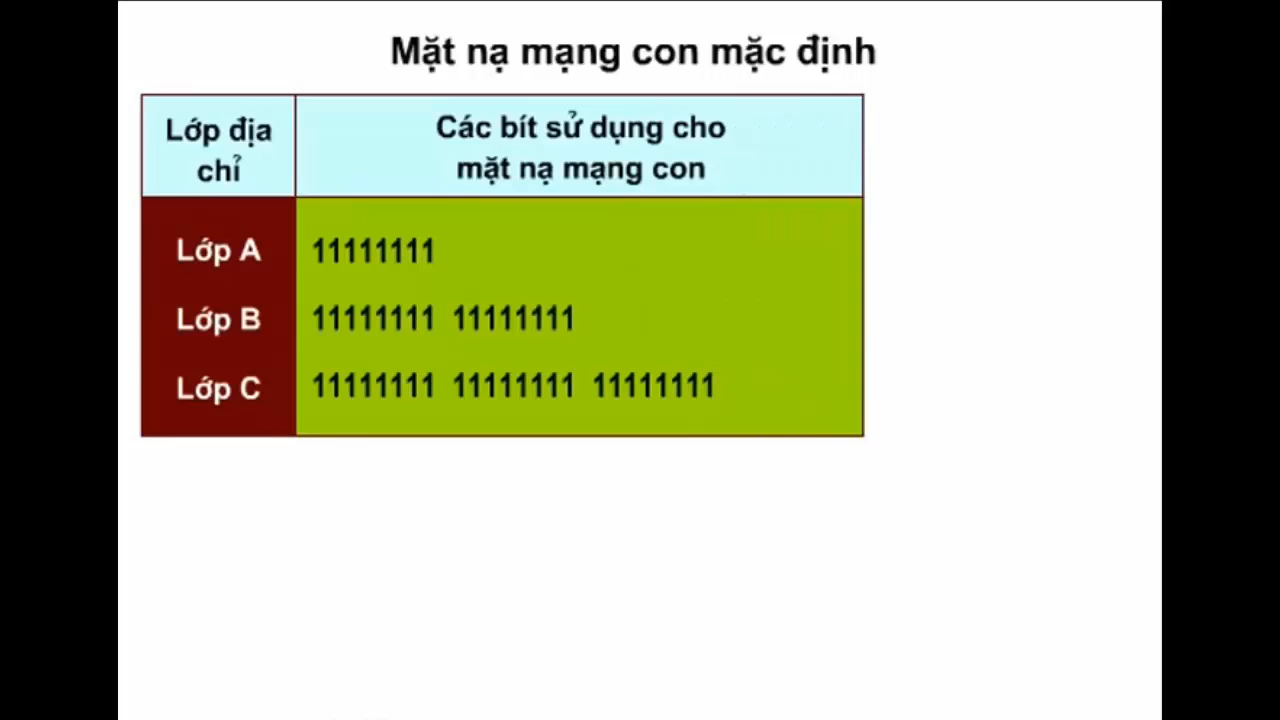 Mặt nạ mạng con mặc định
Lớp địa
chỉ
Các bít sử dụng cho
mặt nạ mạng con
Lớp A
11111111
Lớp B
11111111 11111111
Lớp C
11111111 11111111 11111111